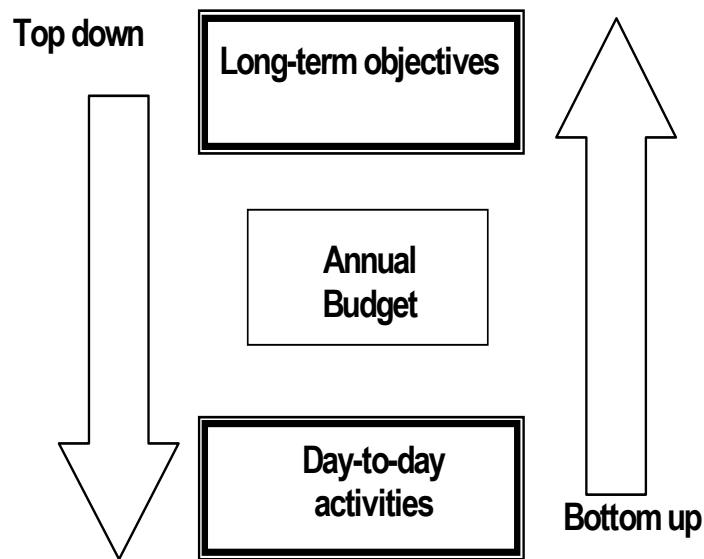 Top down
Long-term objectives
Annual
Budget
Day-to-day
activities
Bottom up